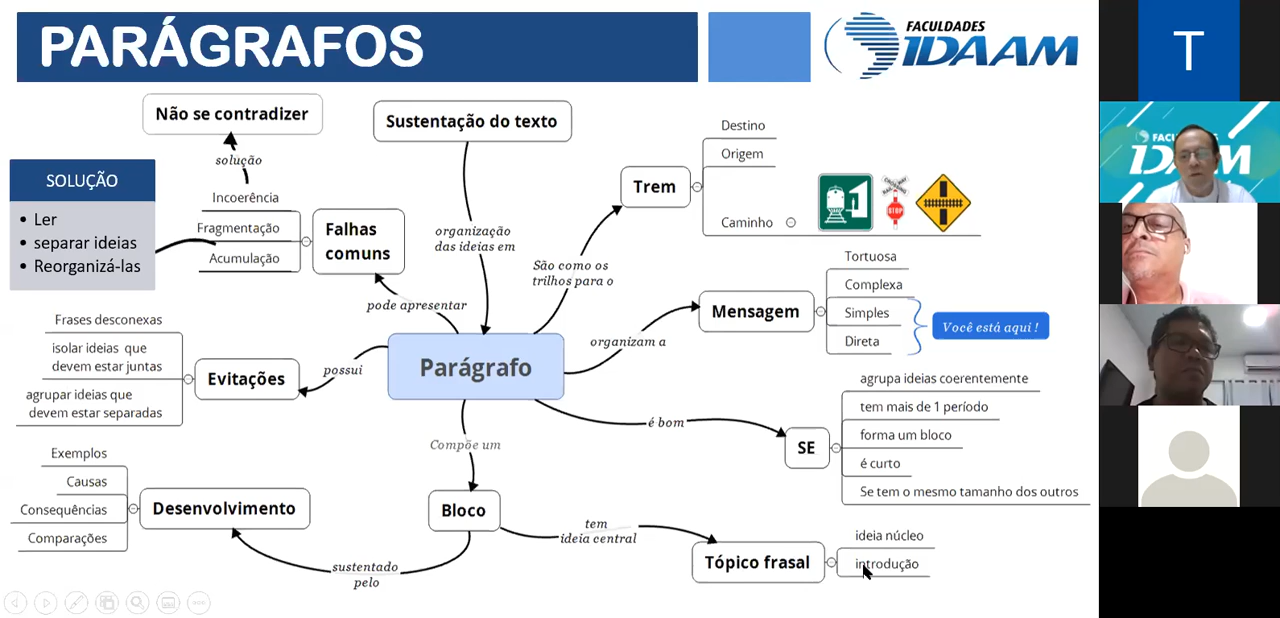 PARÁGRAFOS
FACULDADES
IDAAM
T
FACUL
IDAAM
Não se contradizer
solução
SOLUÇÃO
• Ler
• separar ideias
• Reorganizá-las
Incoerência
Fragmentação
Acumulação
Falhas
comuns
pode apresentar
Sustentação do texto
organização
das ideias em
São como os
trilhos para o
Trem
Destino
Origem
Caminho
STOP
organizam a
Mensagem
Tortuosa
Complexa
Simples
Direta
Você está aqui !
Parágrafo
possui
Evitações
Frases desconexas
isolar ideias que
devem estar juntas
agrupar ideias que
devem estar separadas
é bom
SE
agrupa ideias coerentemente
tem mais de 1 período
forma um bloco
é curto
Se tem o mesmo tamanho dos outros
Compõe um
Bloco
tem
ideia central
Tópico frasal
ideia núcleo
introdução
sustentado
pelo
Desenvolvimento
Exemplos
Causas
Consequências
Comparações